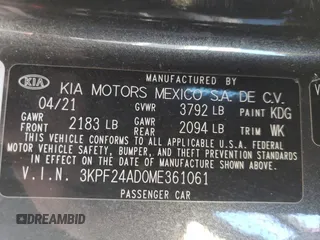 MANUFACTURED BY
KIA KIA MOTORS MEXICO S.A. DE C.V.
04/21 GVWR 3792 LB PAINT KDG
GAWR FRONT 2183 LB GAWR REAR 2094 LB TRIM WK
THIS VEHICLE CONFORMS TO ALL APPLICABLE U.S.A. FEDERAL
MOTOR VEHICLE SAFETY, BUMPER, AND THEFT PREVENTION
STANDARDS IN EFFECT ON THE DATE OF MANUFACTURE SHOWN ABOVE.
V.I.N. 3KPF24AD0ME361061
PASSENGER CAR
DREAMBID